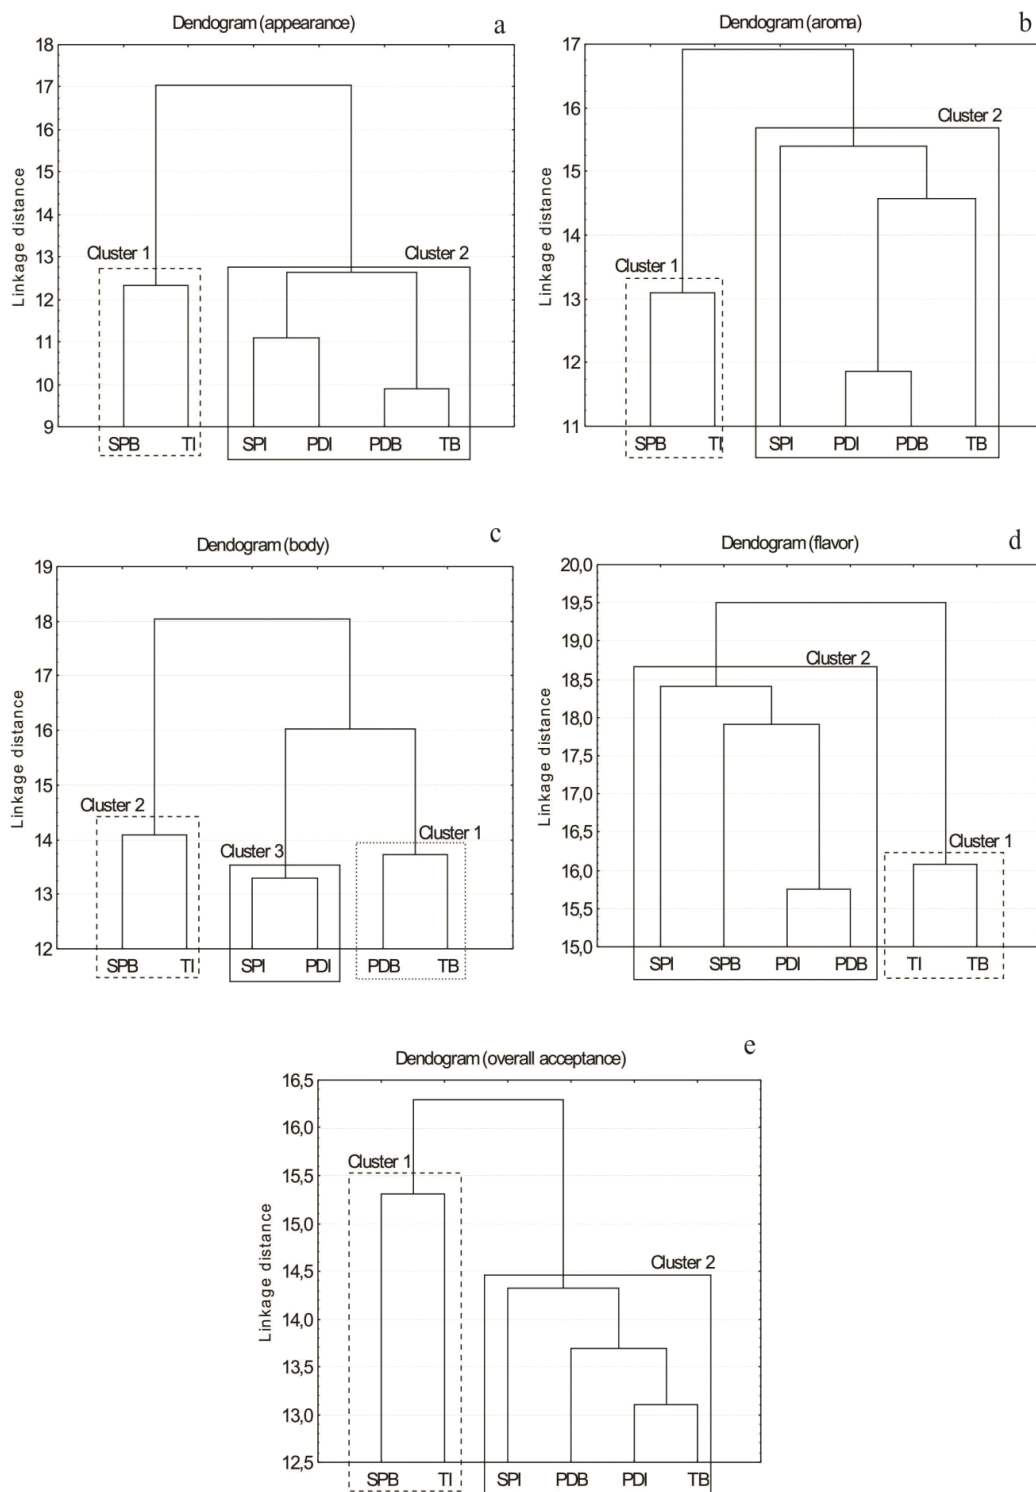 Dendogram (appearance) a
18
17
16
15
14
13
12
11
10
9
Linkage distance
Cluster 1
Cluster 2
SPB TI SPI PDI PDB TB
Dendogram (aroma) b
17
16
15
14
13
12
11
Linkage distance
Cluster 2
Cluster 1
SPB TI SPI PDI PDB TB
Dendogram (body) c
19
18
17
16
15
14
13
12
Linkage distance
Cluster 2
Cluster 3
Cluster 1
SPB TI SPI PDI PDB TB
Dendogram (flavor) d
20,0
19,5
19,0
18,5
18,0
17,5
17,0
16,5
16,0
15,5
15,0
Linkage distance
Cluster 2
Cluster 1
SPI SPB PDI PDB TI TB
Dendogram (overall acceptance) e
16,5
16,0
15,5
15,0
14,5
14,0
13,5
13,0
12,5
Linkage distance
Cluster 1
Cluster 2
SPB TI SPI PDB PDI TB